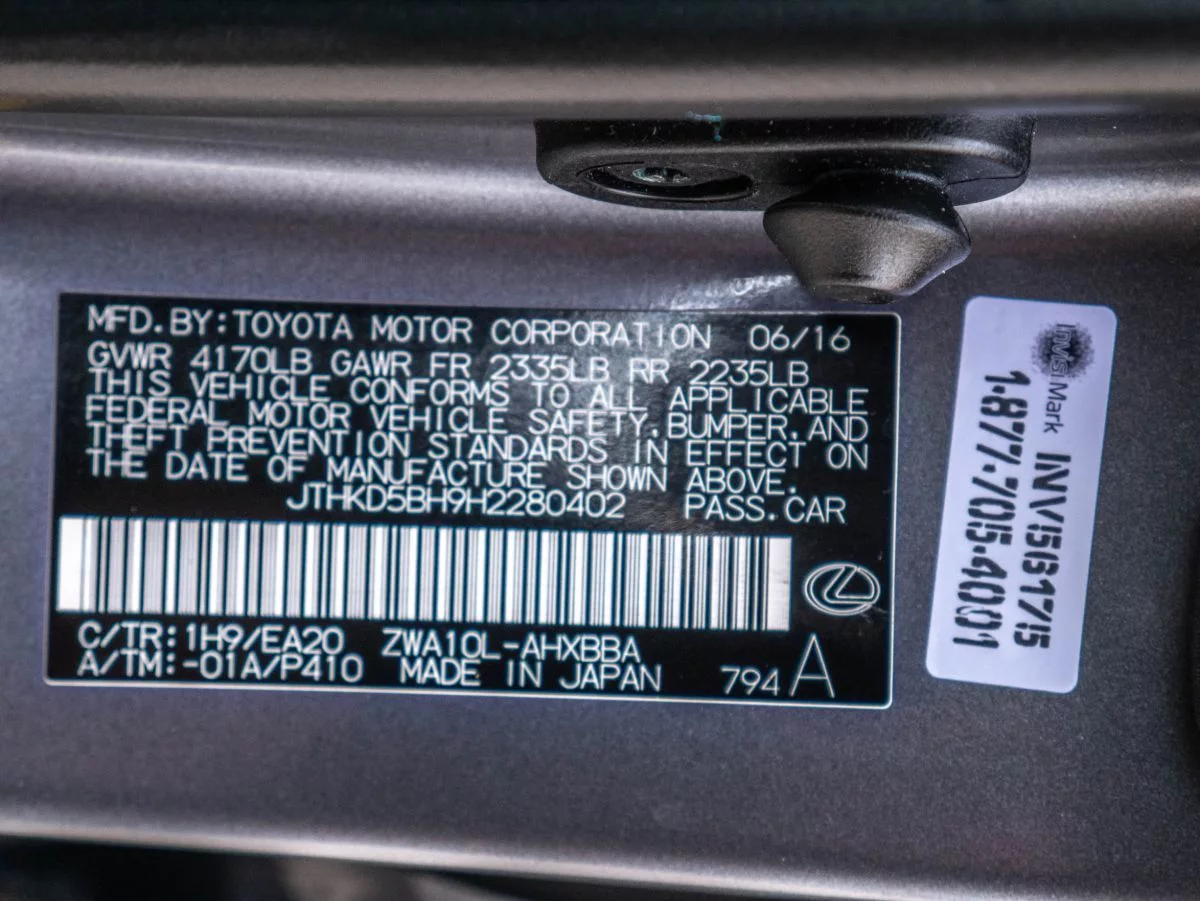 MFD.BY:TOYOTA MOTOR CORPORATION 06/16
GVWR 4170LB GAWR FR 2335LB RR 2235LB
THIS VEHICLE CONFORMS TO ALL APPLICABLE
FEDERAL MOTOR VEHICLE SAFETY,BUMPER,AND
THEFT PREVENTION STANDARDS IN EFFECT ON
THE DATE OF MANUFACTURE SHOWN ABOVE.
JTHKD5BH9H2280402 PASS.CAR
C/TR:1H9/EA20 ZWA10L-AHXBBA
A/TM:-01A/P410 MADE IN JAPAN 794 A
InvisiMark INV56175
1.877.705.4001